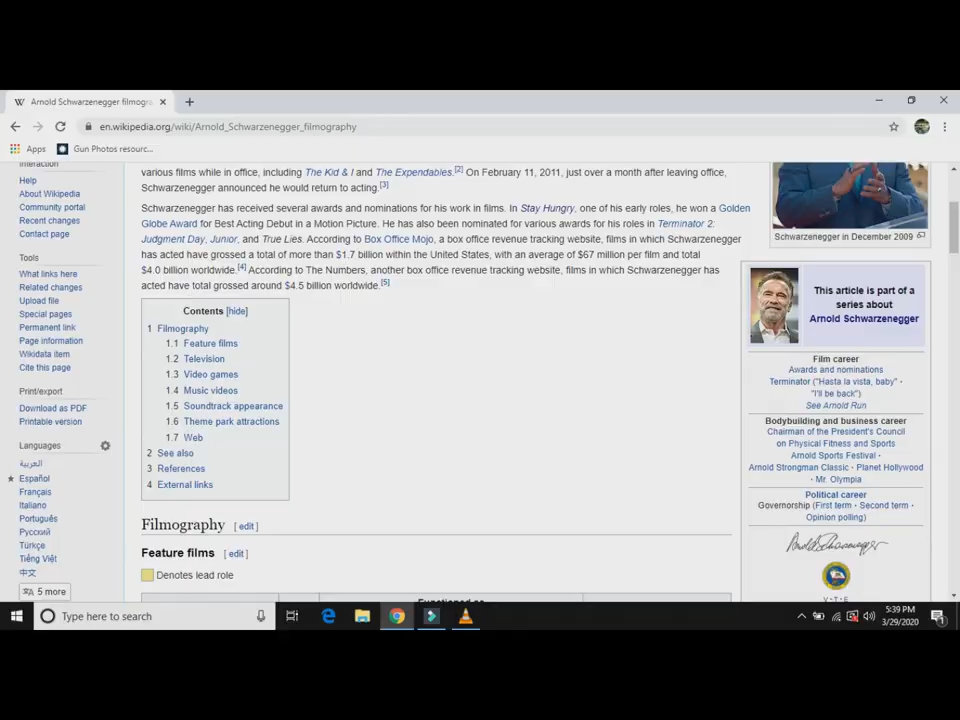 Arnold Schwarzenegger filmogra
en.wikipedia.org/wiki/Arnold_Schwarzenegger_filmography
Apps
Gun Photos resourc...
Interaction
Help
About Wikipedia
Community portal
Recent changes
Contact page
Tools
What links here
Related changes
Upload file
Special pages
Permanent link
Page information
Wikidata item
Cite this page
Print/export
Download as PDF
Printable version
Languages
العربية
Español
Français
Italiano
Português
Русский
Türkçe
Tiếng Việt
中文
5 more
various films while in office, including The Kid & I and The Expendables.[2] On February 11, 2011, just over a month after leaving office,
Schwarzenegger announced he would return to acting.[3]
Schwarzenegger has received several awards and nominations for his work in films. In Stay Hungry, one of his early roles, he won a Golden
Globe Award for Best Acting Debut in a Motion Picture. He has also been nominated for various awards for his roles in Terminator 2:
Judgment Day, Junior, and True Lies. According to Box Office Mojo, a box office revenue tracking website, films in which Schwarzenegger
has acted have grossed a total of more than $1.7 billion within the United States, with an average of $67 million per film and total
$4.0 billion worldwide.[4] According to The Numbers, another box office revenue tracking website, films in which Schwarzenegger has
acted have total grossed around $4.5 billion worldwide.[5]
Contents [hide]
1 Filmography
1.1 Feature films
1.2 Television
1.3 Video games
1.4 Music videos
1.5 Soundtrack appearance
1.6 Theme park attractions
1.7 Web
2 See also
3 References
4 External links
Filmography [ edit ]
Feature films [ edit ]
Denotes lead role
Functioned as
Schwarzenegger in December 2009
This article is part of a
series about
Arnold Schwarzenegger
Film career
Awards and nominations
Terminator ("Hasta la vista, baby" ·
"I'll be back")
See Arnold Run
Bodybuilding and business career
Chairman of the President's Council
on Physical Fitness and Sports
Arnold Sports Festival ·
Arnold Strongman Classic · Planet Hollywood
· Mr. Olympia
Political career
Governorship (First term · Second term ·
Opinion polling)
V·T·E
Type here to search
5:39 PM
3/29/2020
1